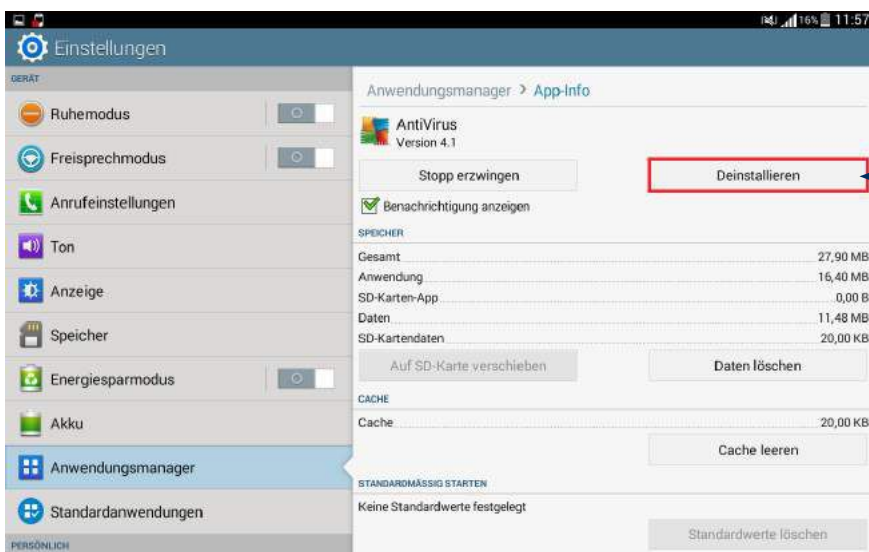 16% 11:57
Einstellungen
GERÄT
Ruhemodus
Freisprechmodus
Anrufeinstellungen
Ton
Anzeige
Speicher
Energiesparmodus
Akku
Anwendungsmanager
Standardanwendungen
PERSÖNLICH
Anwendungsmanager > App-Info
AntiVirus
Version 4.1
Stopp erzwingen
Deinstallieren
Benachrichtigung anzeigen
SPEICHER
Gesamt 27,90 MB
Anwendung 16,40 MB
SD-Karten-App 0,00 B
Daten 11,48 MB
SD-Kartendaten 20,00 KB
Auf SD-Karte verschieben
Daten löschen
CACHE
Cache 20,00 KB
Cache leeren
STANDARDMÄSSIG STARTEN
Keine Standardwerte festgelegt
Standardwerte löschen